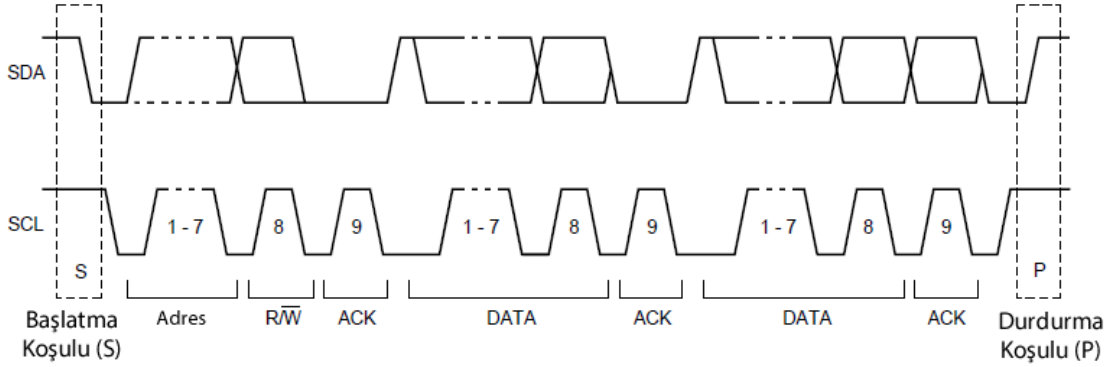 SDA
SCL
1 - 7
8
9
1 - 7
8
9
1 - 7
8
9
S
P
Başlatma
Koşulu (S)
Adres
R/W̅
ACK
DATA
ACK
DATA
ACK
Durdurma
Koşulu (P)